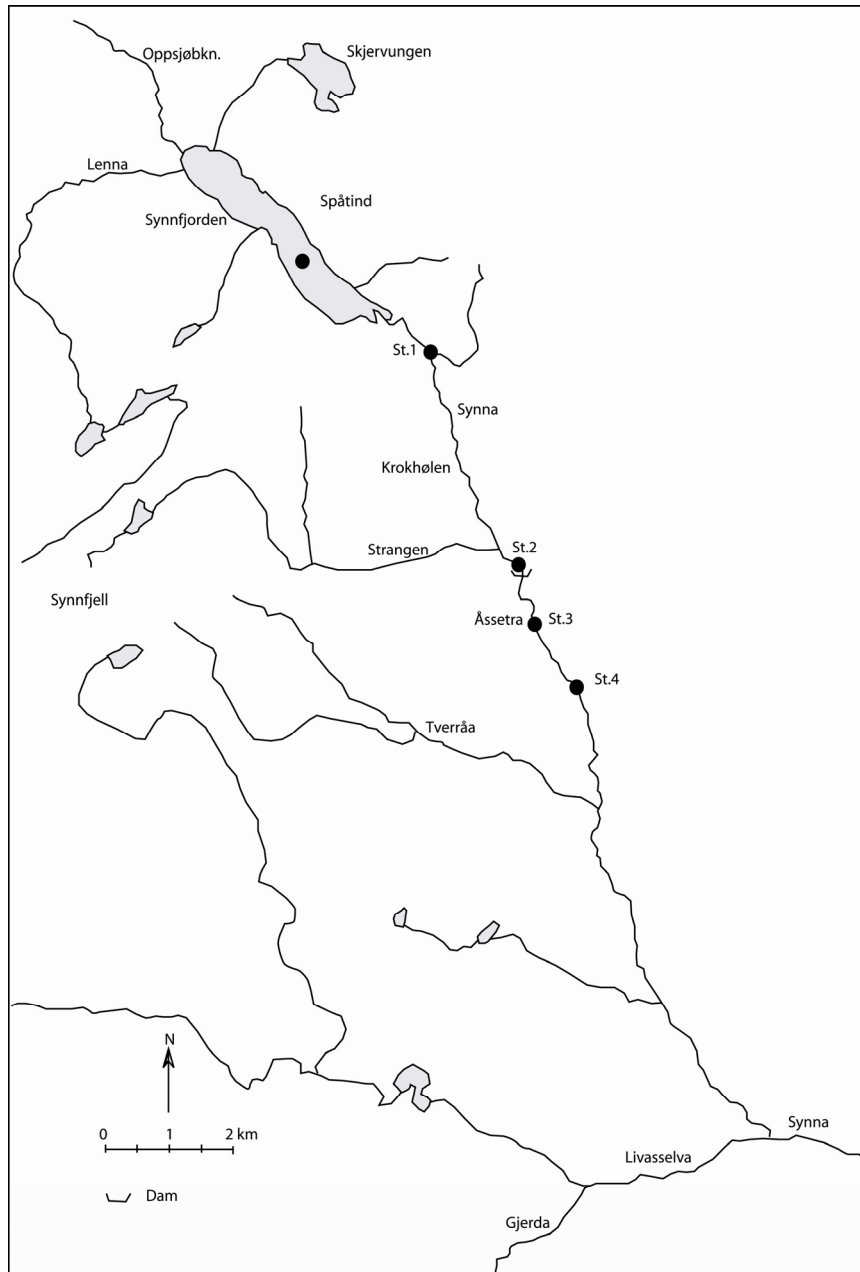 Oppsjøbkn.
Skjervungen
Lenna
Spåtind
Synnfjorden
St.1
Synna
Krokhølen
St.2
Strangen
Synnfjell
Åssetra
St.3
St.4
Tverråa
N
0 1 2 km
Synna
Livasselva
Dam
Gjerda